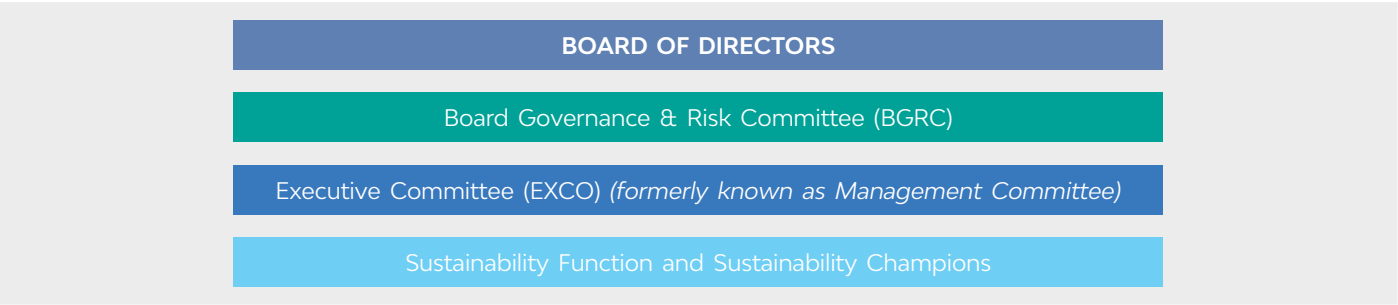 BOARD OF DIRECTORS
Board Governance & Risk Committee (BGRC)
Executive Committee (EXCO) (formerly known as Management Committee)
Sustainability Function and Sustainability Champions